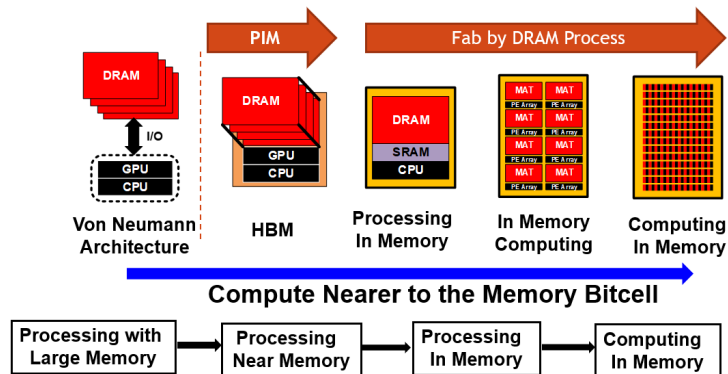 PIM
Fab by DRAM Process
DRAM
I/O
GPU
CPU
Von Neumann
Architecture
DRAM
GPU
CPU
HBM
DRAM
SRAM
CPU
Processing
In Memory
MAT MAT
PE Array PE Array
MAT MAT
PE Array PE Array
MAT MAT
PE Array PE Array
MAT MAT
PE Array PE Array
In Memory
Computing
Computing
In Memory
Compute Nearer to the Memory Bitcell
Processing with
Large Memory
Processing
Near Memory
Processing
In Memory
Computing
In Memory